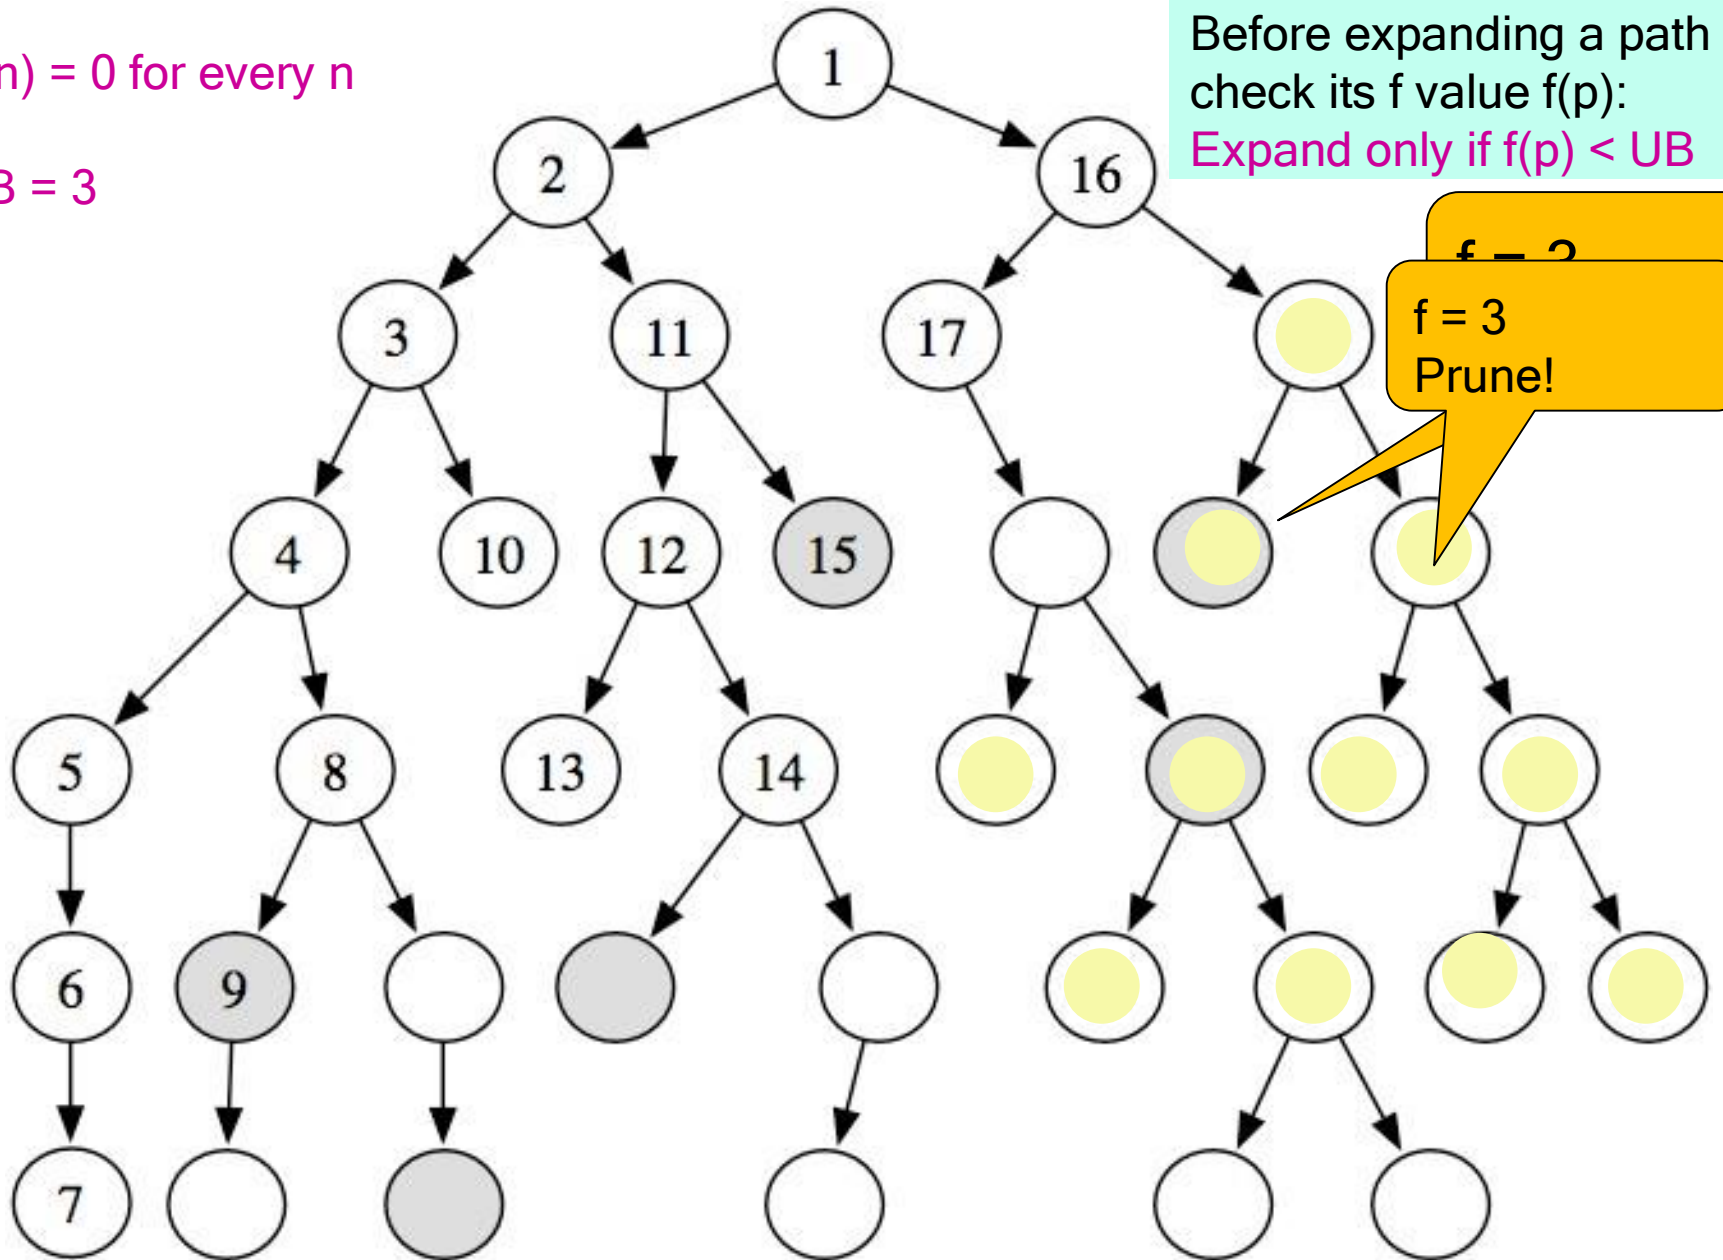 n) = 0 for every n
B = 3
Before expanding a path
check its f value f(p):
Expand only if f(p) < UB
f = 3
Prune!
1
2
16
3
11
17
4
10
12
15
5
8
13
14
6
9
7